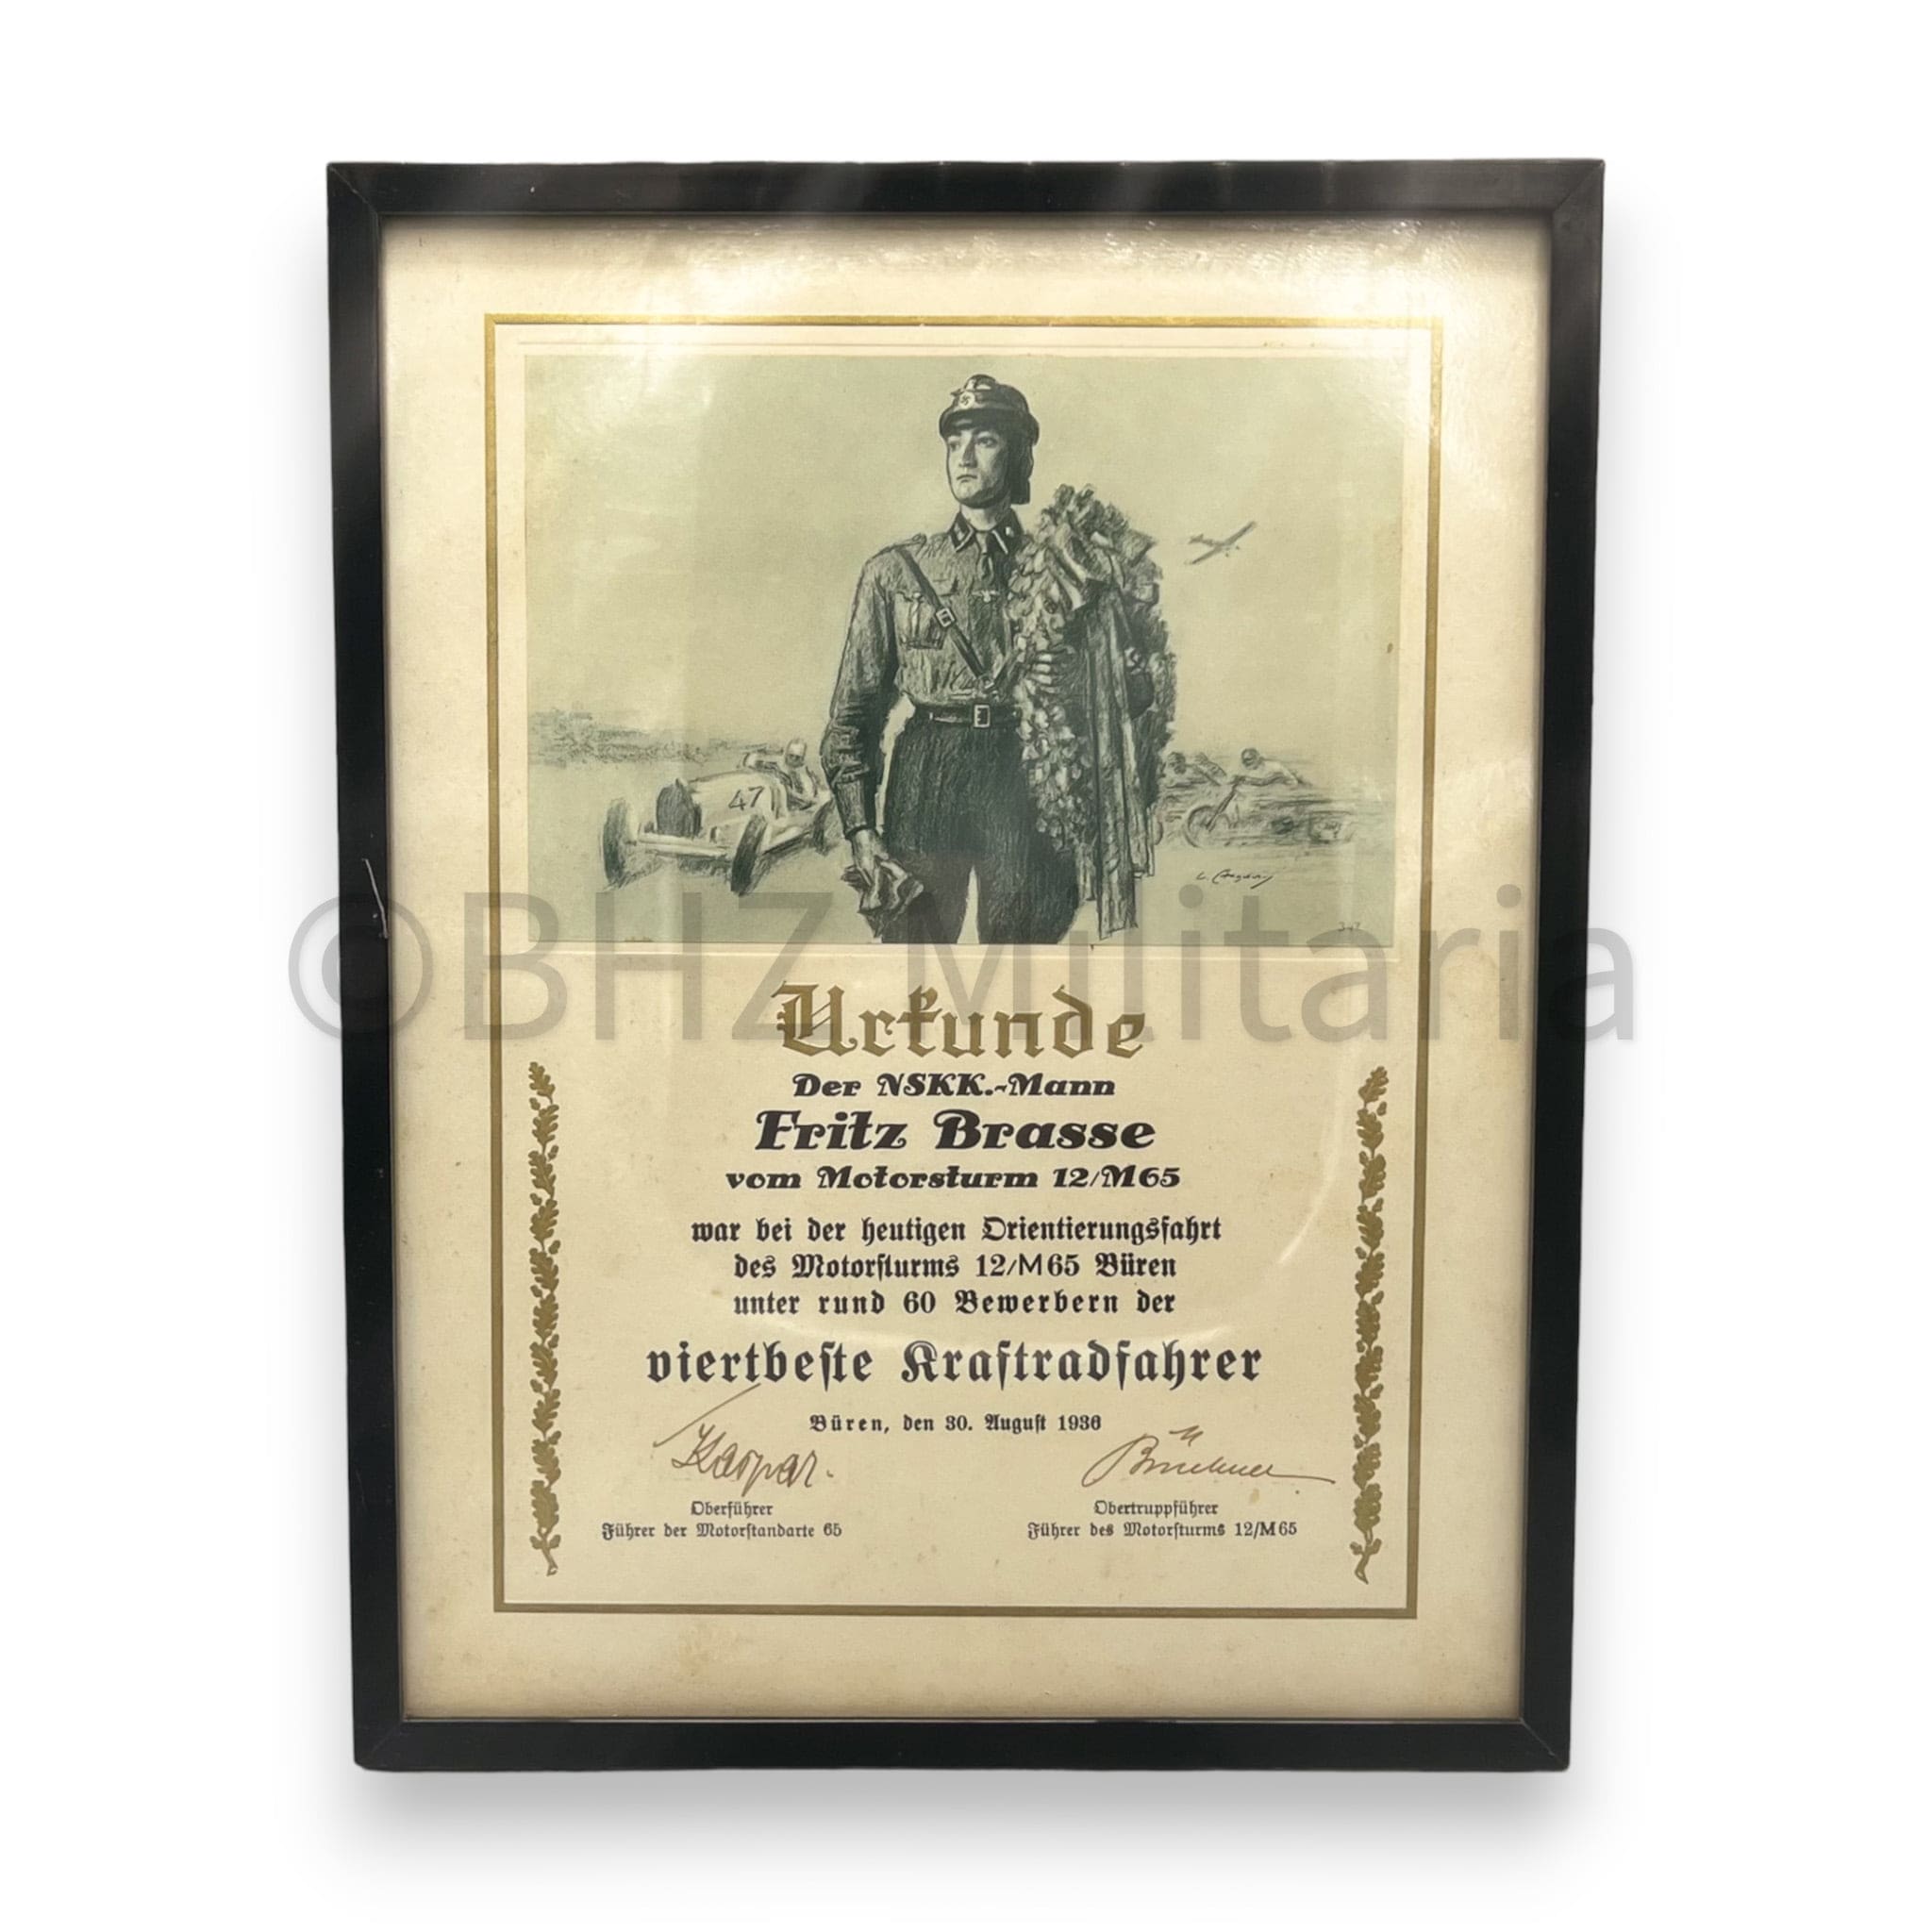 47
©BHZ Militaria
Urkunde
Der NSKK.-Mann
Fritz Brasse
vom Motorsturm 12/M65
war bei der heutigen Orientierungsfahrt
des Motorſturms 12/M65 Büren
unter rund 60 Bewerbern der
viertbeſte Kraftradfahrer
Büren, den 30. Auguſt 1936
Kaspar.
Oberführer
Führer der Motorſtandarte 65
Obertruppführer
Führer des Motorſturms 12/M65